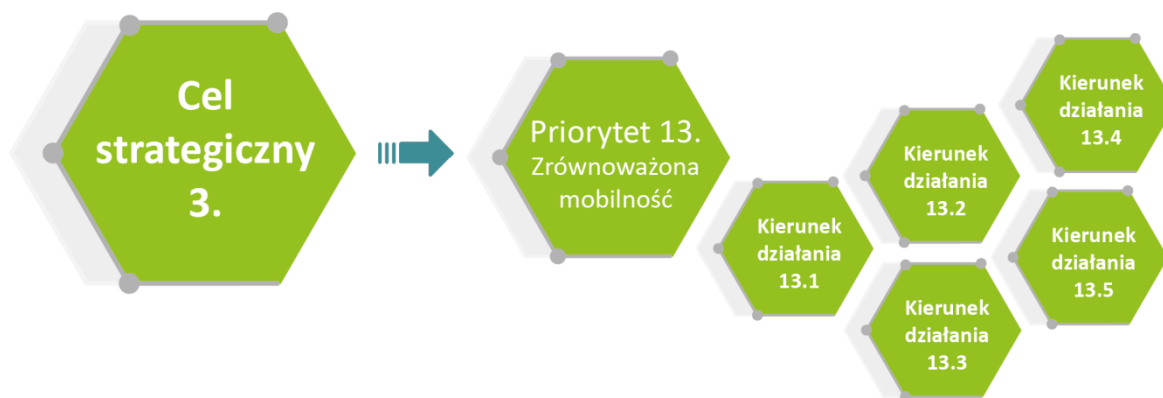 Cel
strategiczny
3.
Priorytet 13.
Zrównoważona
mobilność
Kierunek
działania
13.1
Kierunek
działania
13.2
Kierunek
działania
13.3
Kierunek
działania
13.4
Kierunek
działania
13.5